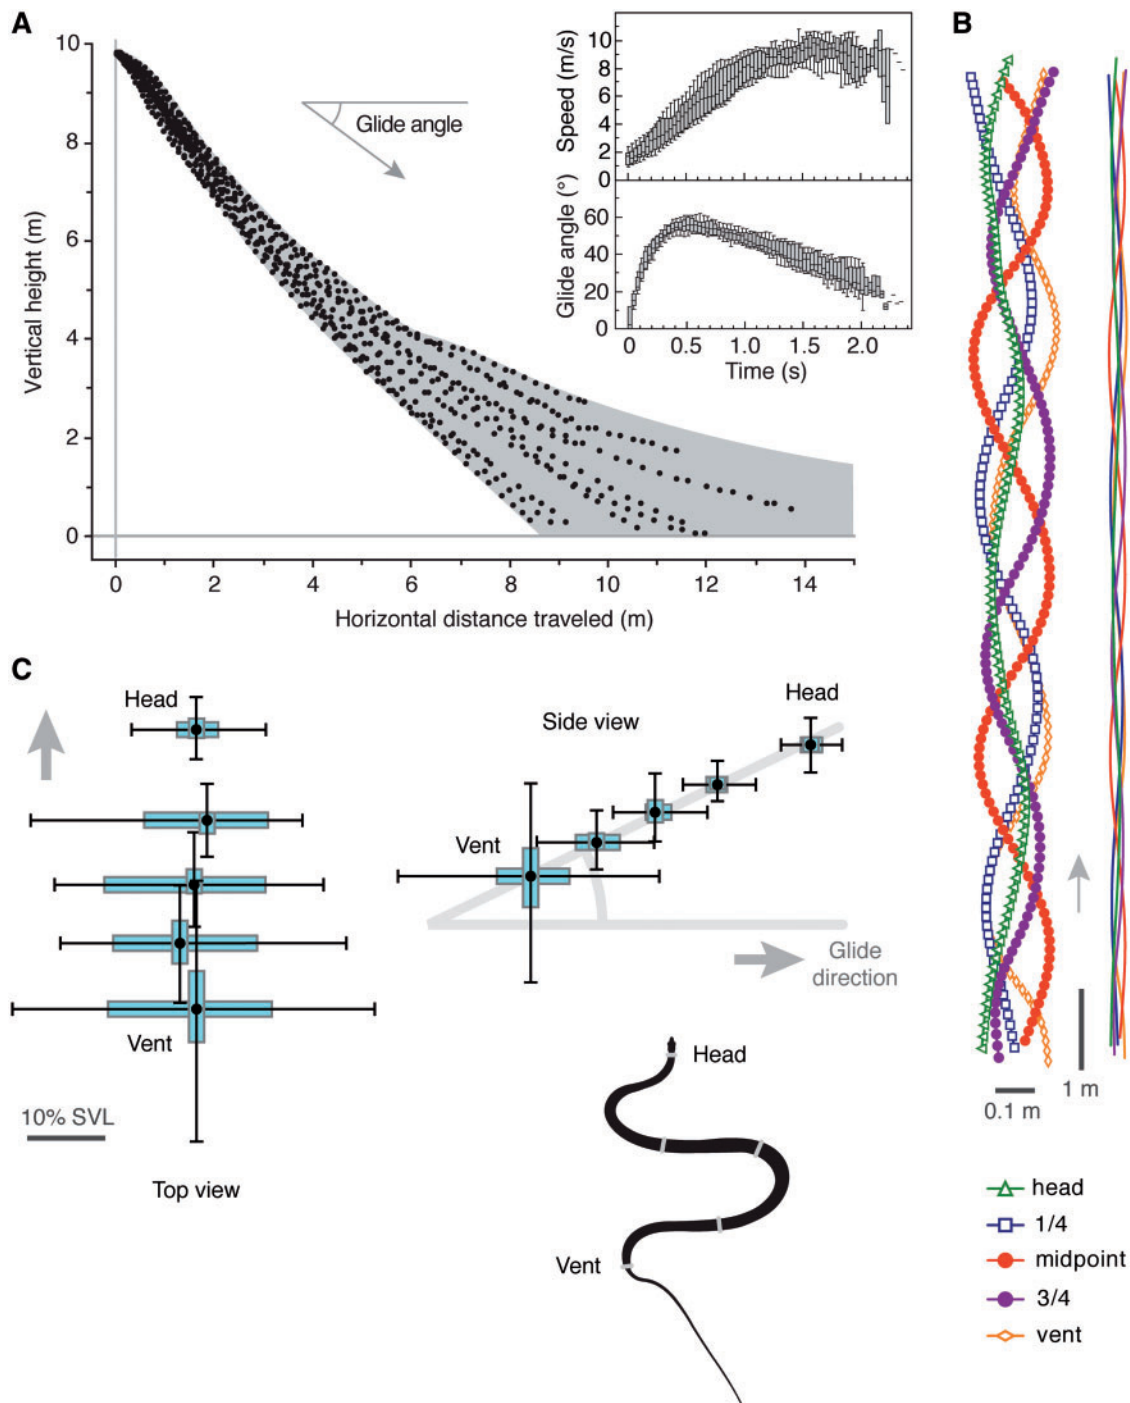 A
Vertical height (m)
10
8
6
4
2
0
0
2
4
6
8
10
12
14
Horizontal distance traveled (m)
Glide angle
Speed (m/s)
10
8
6
4
2
0
Glide angle (°)
60
40
20
0
0
0.5
1.0
1.5
2.0
Time (s)
B
1 m
0.1 m
head
1/4
midpoint
3/4
vent
C
Head
Vent
10% SVL
Top view
Side view
Head
Vent
Glide
direction
Head
Vent